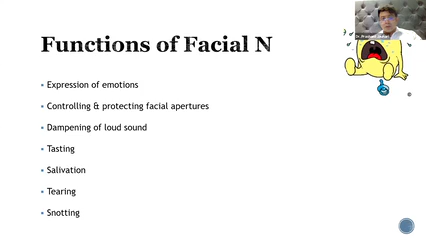 Functions of Facial N
Expression of emotions
Controlling & protecting facial apertures
Dampening of loud sound
Tasting
Salivation
Tearing
Snotting